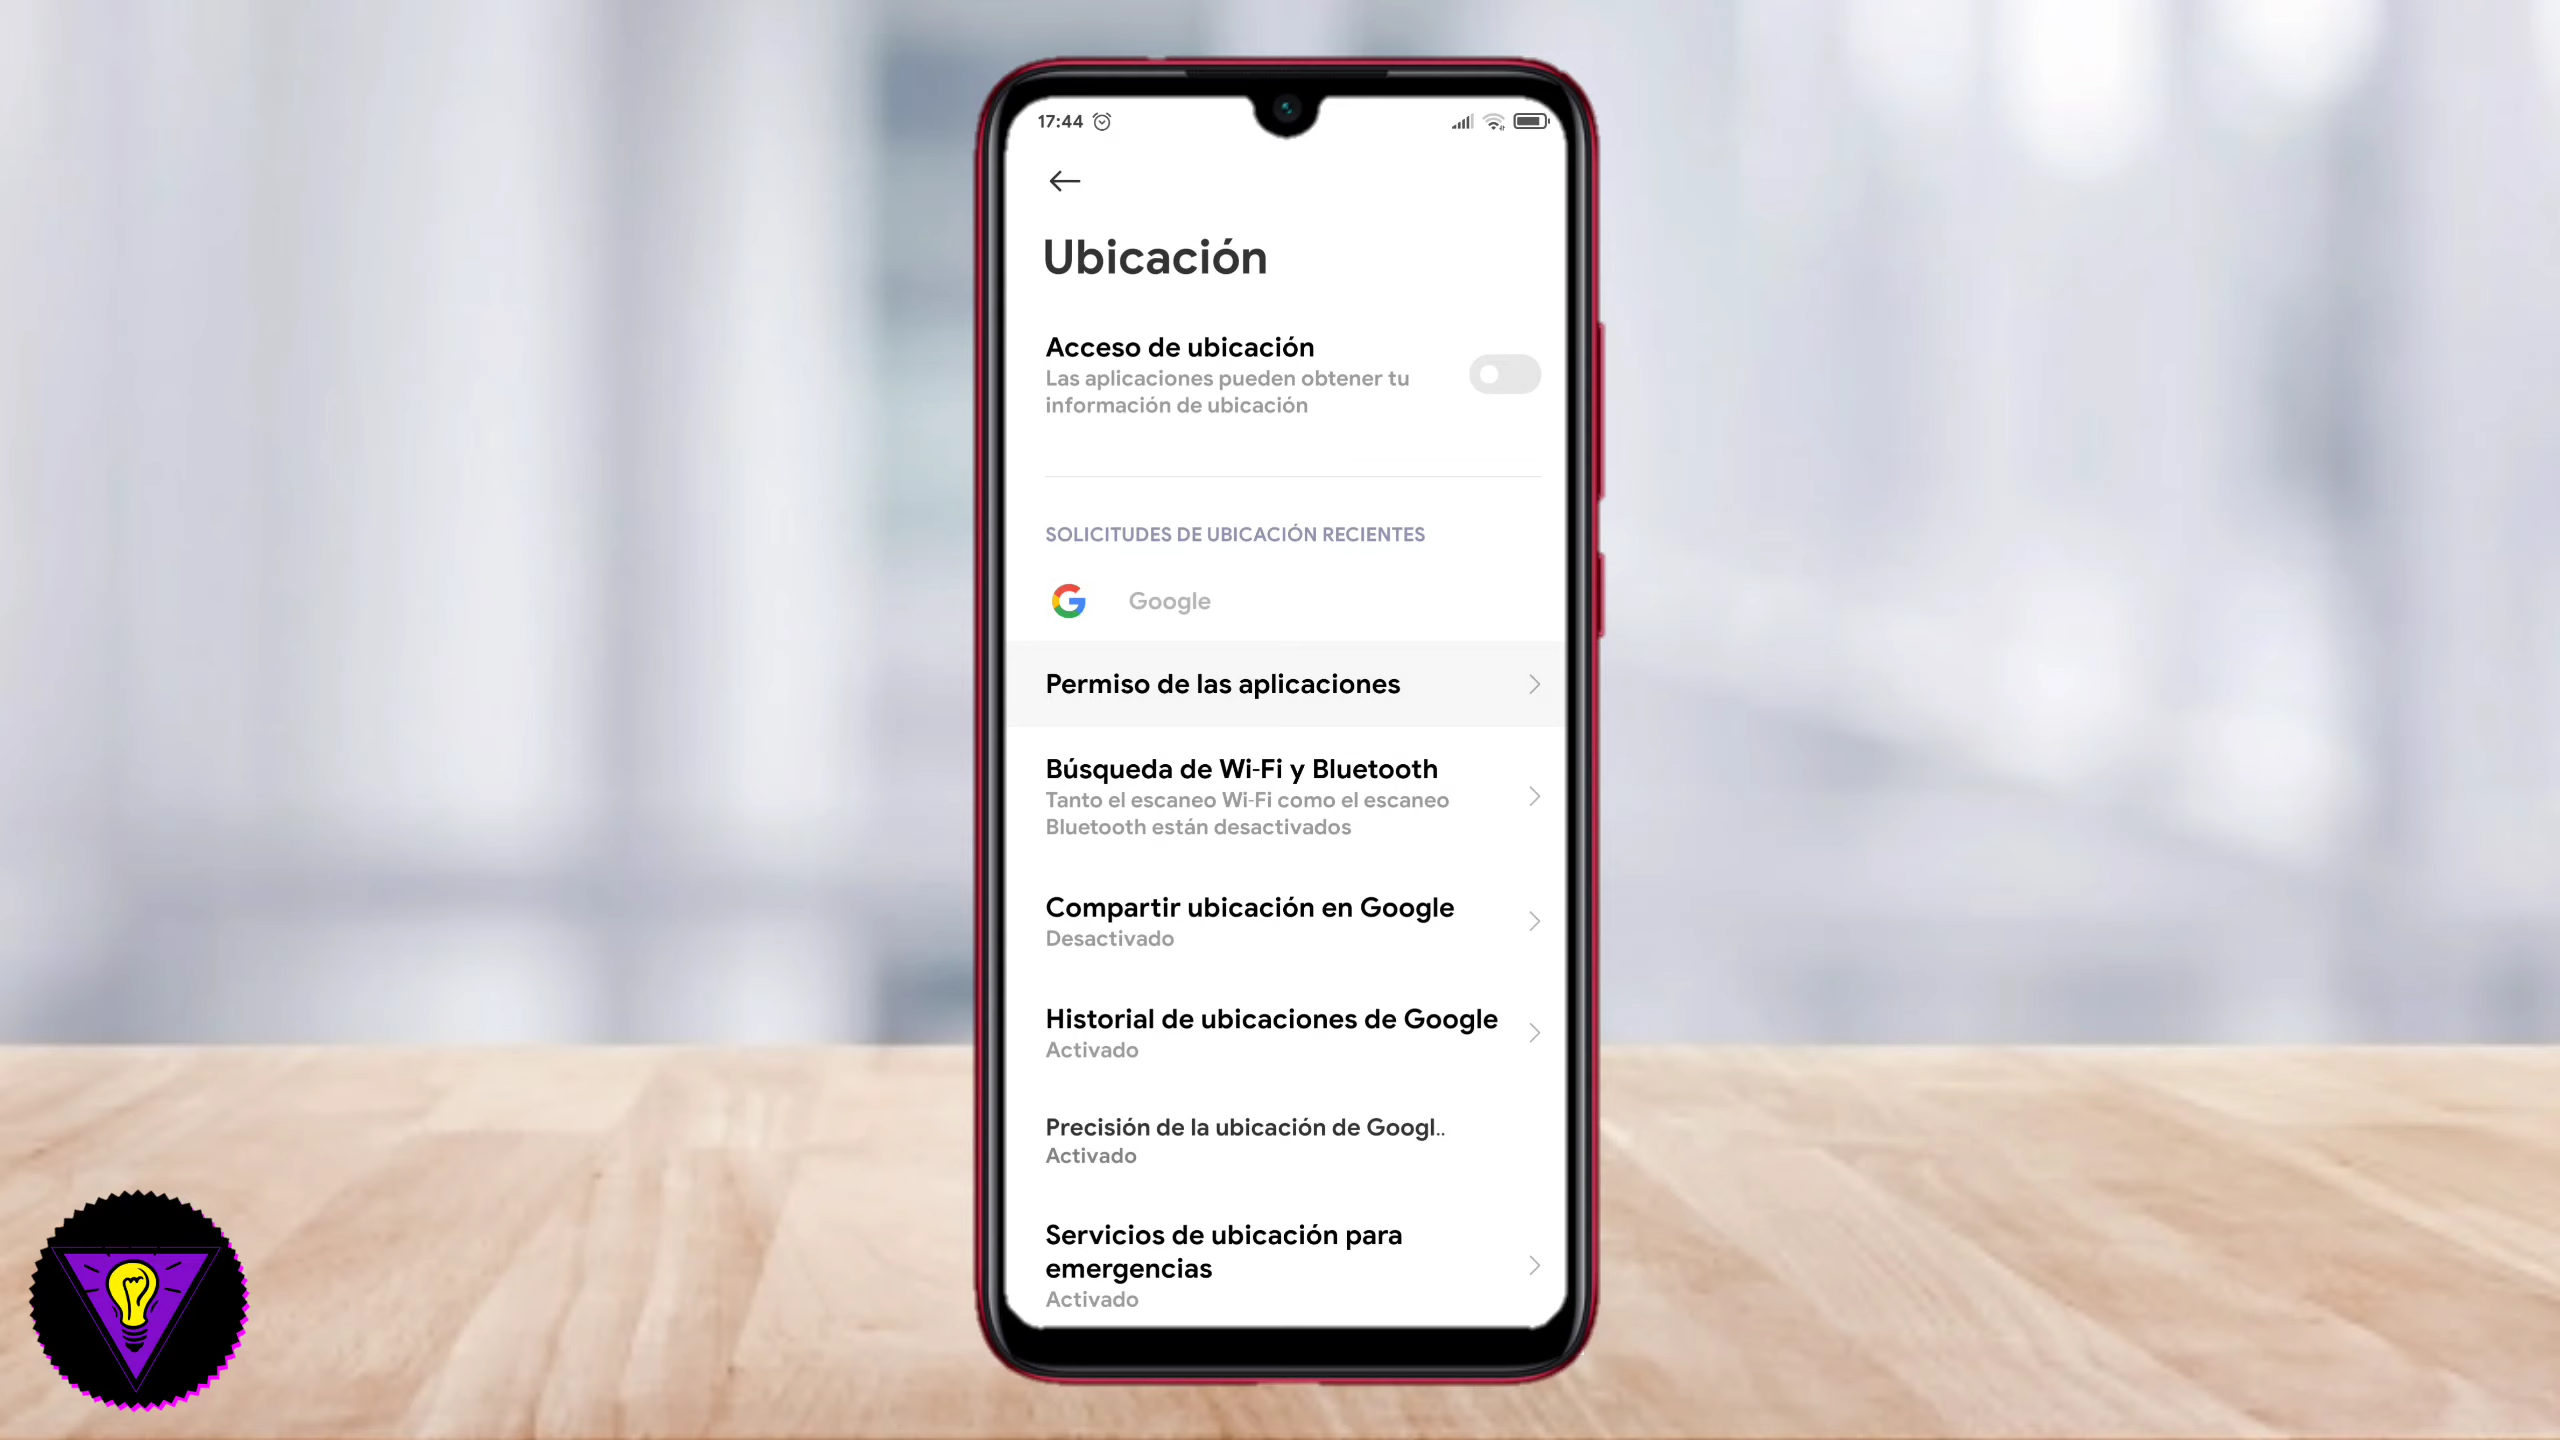 17:44
Ubicación
Acceso de ubicación
Las aplicaciones pueden obtener tu
información de ubicación
SOLICITUDES DE UBICACIÓN RECIENTES
Google
Permiso de las aplicaciones
Búsqueda de Wi-Fi y Bluetooth
Tanto el escaneo Wi-Fi como el escaneo
Bluetooth están desactivados
Compartir ubicación en Google
Desactivado
Historial de ubicaciones de Google
Activado
Precisión de la ubicación de Googl..
Activado
Servicios de ubicación para
emergencias
Activado